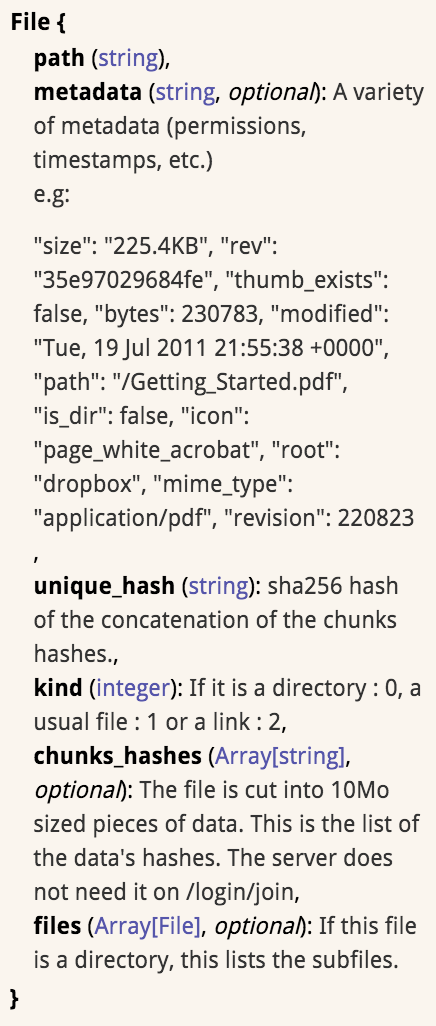 File {
path (string),
metadata (string, optional): A variety
of metadata (permissions,
timestamps, etc.)
e.g:
"size": "225.4KB", "rev":
"35e97029684fe", "thumb_exists":
false, "bytes": 230783, "modified":
"Tue, 19 Jul 2011 21:55:38 +0000",
"path": "/Getting_Started.pdf",
"is_dir": false, "icon":
"page_white_acrobat", "root":
"dropbox", "mime_type":
"application/pdf", "revision": 220823
,
unique_hash (string): sha256 hash
of the concatenation of the chunks
hashes.,
kind (integer): If it is a directory : 0, a
usual file : 1 or a link : 2,
chunks_hashes (Array[string],
optional): The file is cut into 10Mo
sized pieces of data. This is the list of
the data's hashes. The server does
not need it on /login/join,
files (Array[File], optional): If this file
is a directory, this lists the subfiles.
}